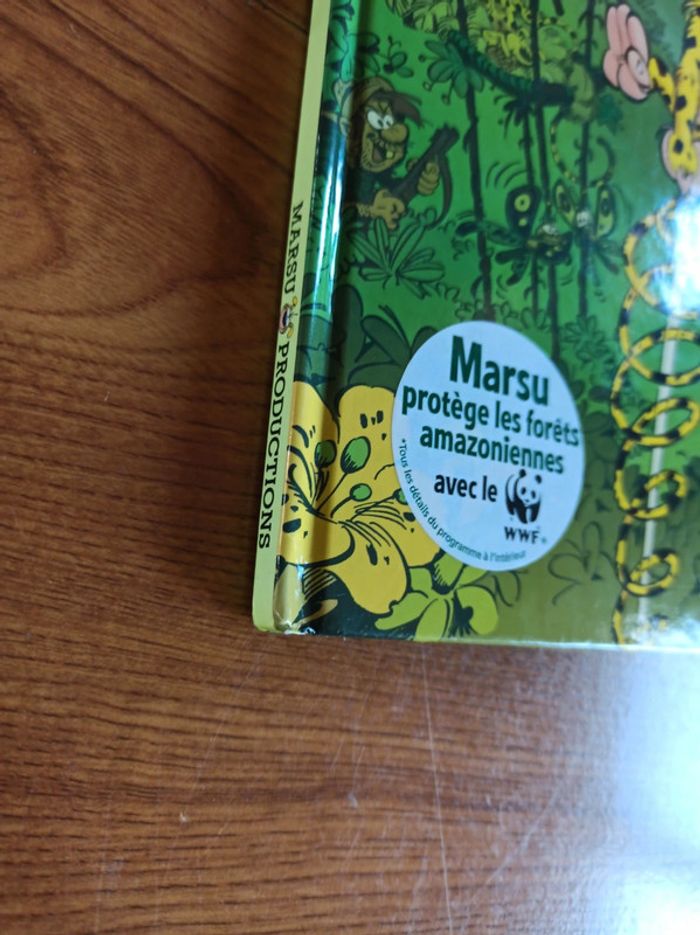 MARSU PRODUCTIONS
Marsu
protège les forêts
amazoniennes
avec le
WWF®
*Tous les détails du programme à l'intérieur